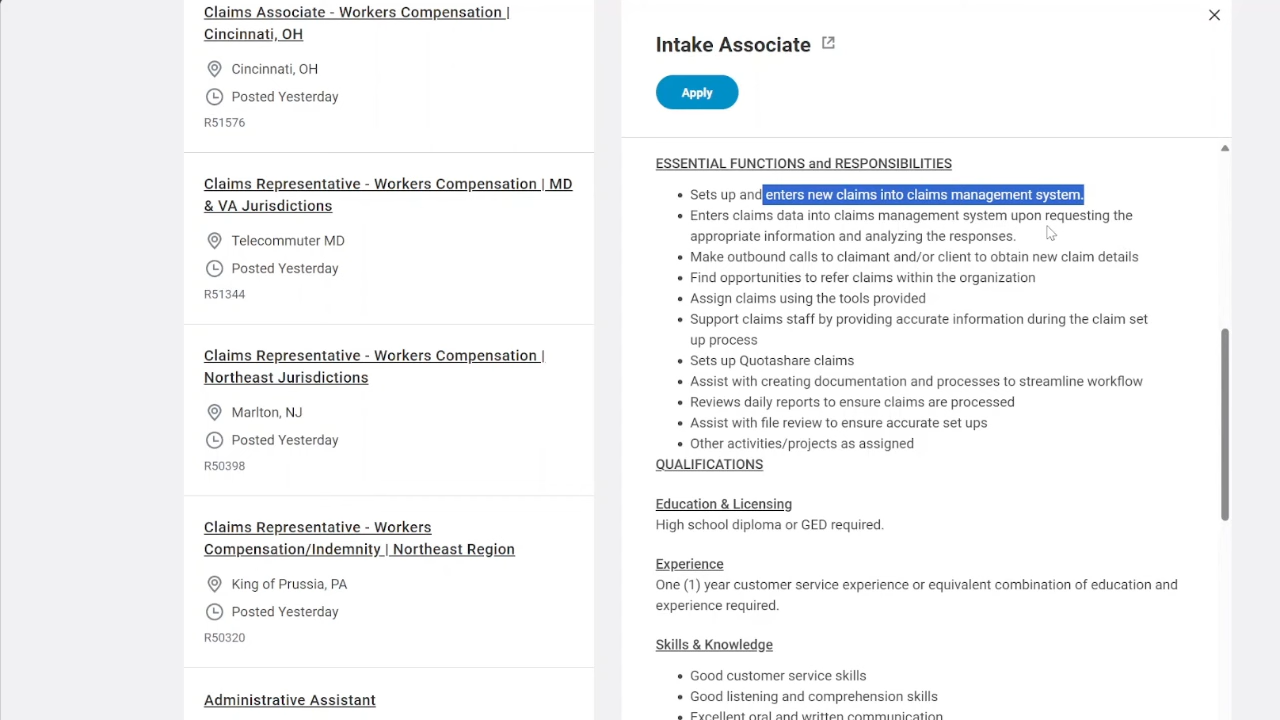 Claims Associate - Workers Compensation |
Cincinnati, OH
Cincinnati, OH
Posted Yesterday
R51576
Claims Representative - Workers Compensation | MD
& VA Jurisdictions
Telecommuter MD
Posted Yesterday
R51344
Claims Representative - Workers Compensation |
Northeast Jurisdictions
Marlton, NJ
Posted Yesterday
R50398
Claims Representative - Workers
Compensation/Indemnity | Northeast Region
King of Prussia, PA
Posted Yesterday
R50320
Administrative Assistant
Intake Associate
Apply
ESSENTIAL FUNCTIONS and RESPONSIBILITIES
• Sets up and enters new claims into claims management system.
• Enters claims data into claims management system upon requesting the
appropriate information and analyzing the responses.
• Make outbound calls to claimant and/or client to obtain new claim details
• Find opportunities to refer claims within the organization
• Assign claims using the tools provided
• Support claims staff by providing accurate information during the claim set
up process
• Sets up Quotashare claims
• Assist with creating documentation and processes to streamline workflow
• Reviews daily reports to ensure claims are processed
• Assist with file review to ensure accurate set ups
• Other activities/projects as assigned
QUALIFICATIONS
Education & Licensing
High school diploma or GED required.
Experience
One (1) year customer service experience or equivalent combination of education and
experience required.
Skills & Knowledge
• Good customer service skills
• Good listening and comprehension skills
• Excellent oral and written communication